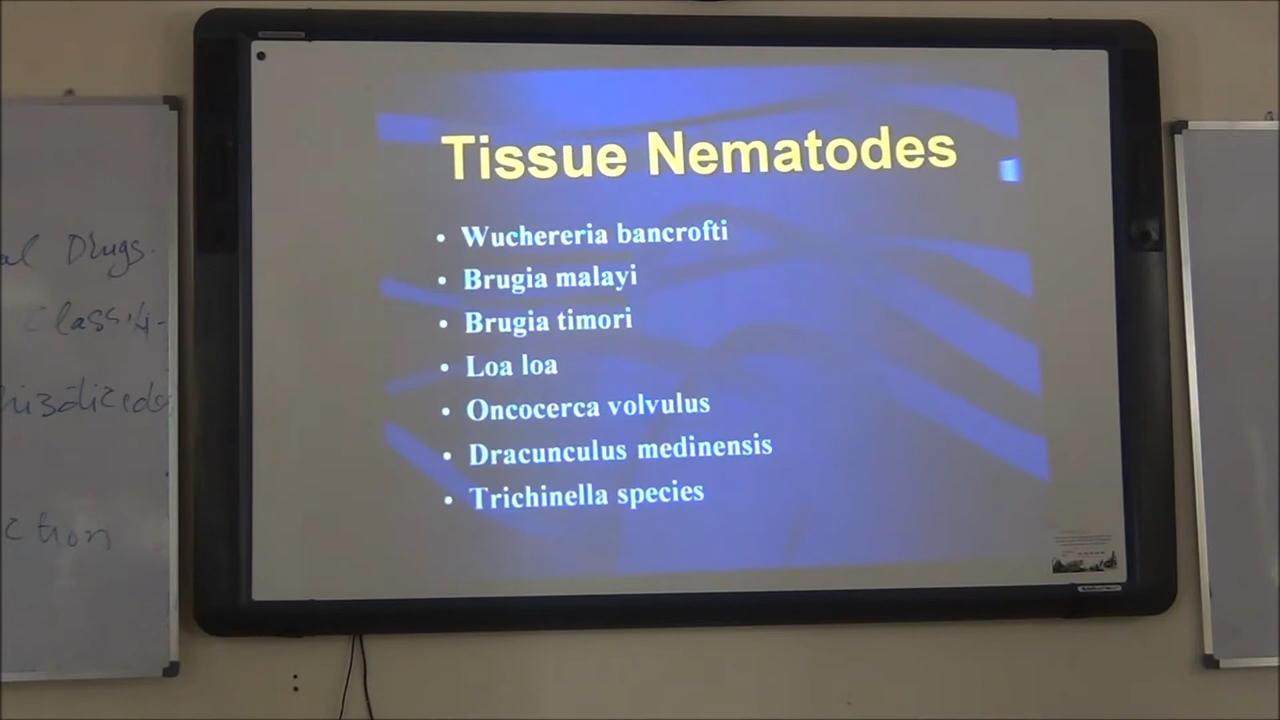 Tissue Nematodes
• Wuchereria bancrofti
• Brugia malayi
• Brugia timori
• Loa loa
• Oncocerca volvulus
• Dracunculus medinensis
• Trichinella species
al Drugs.
Classifi-
ction